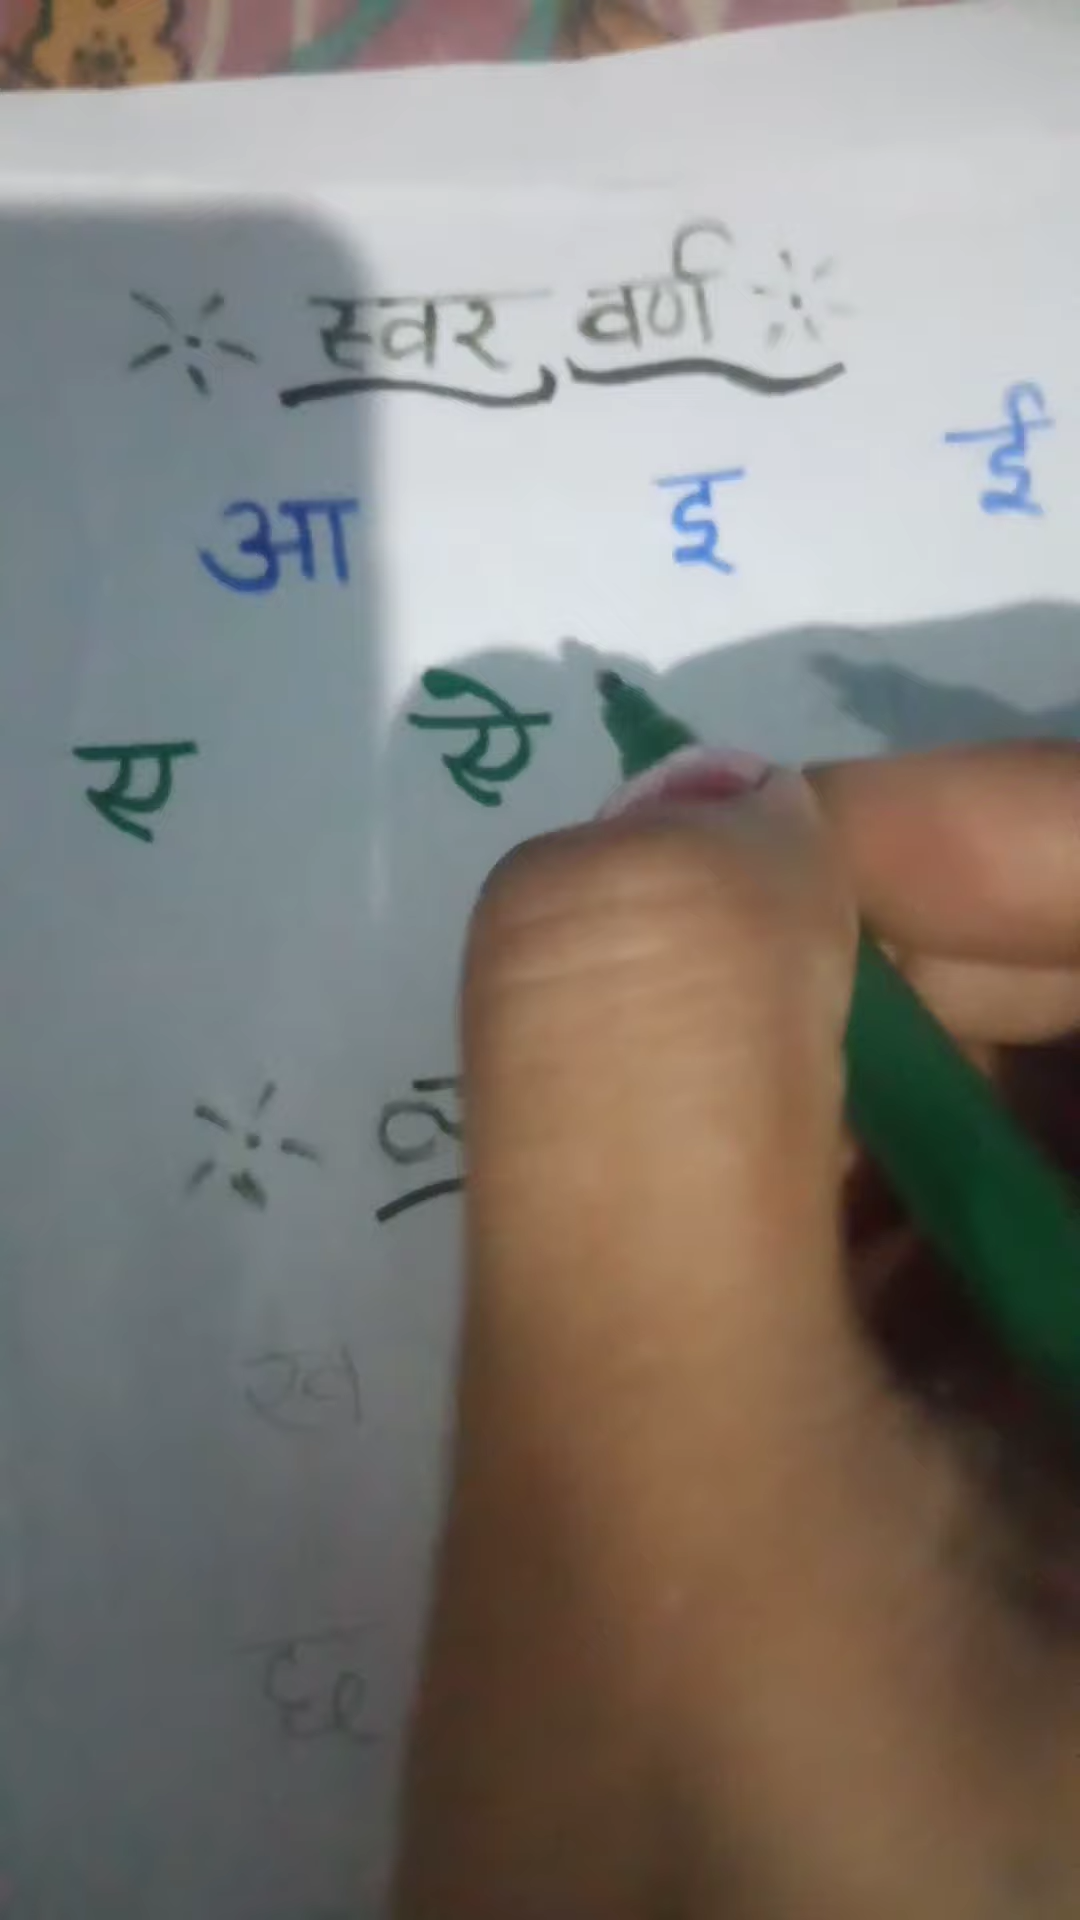 स्वर वर्ण
आ इ ई
ए ऐ
ख
छ